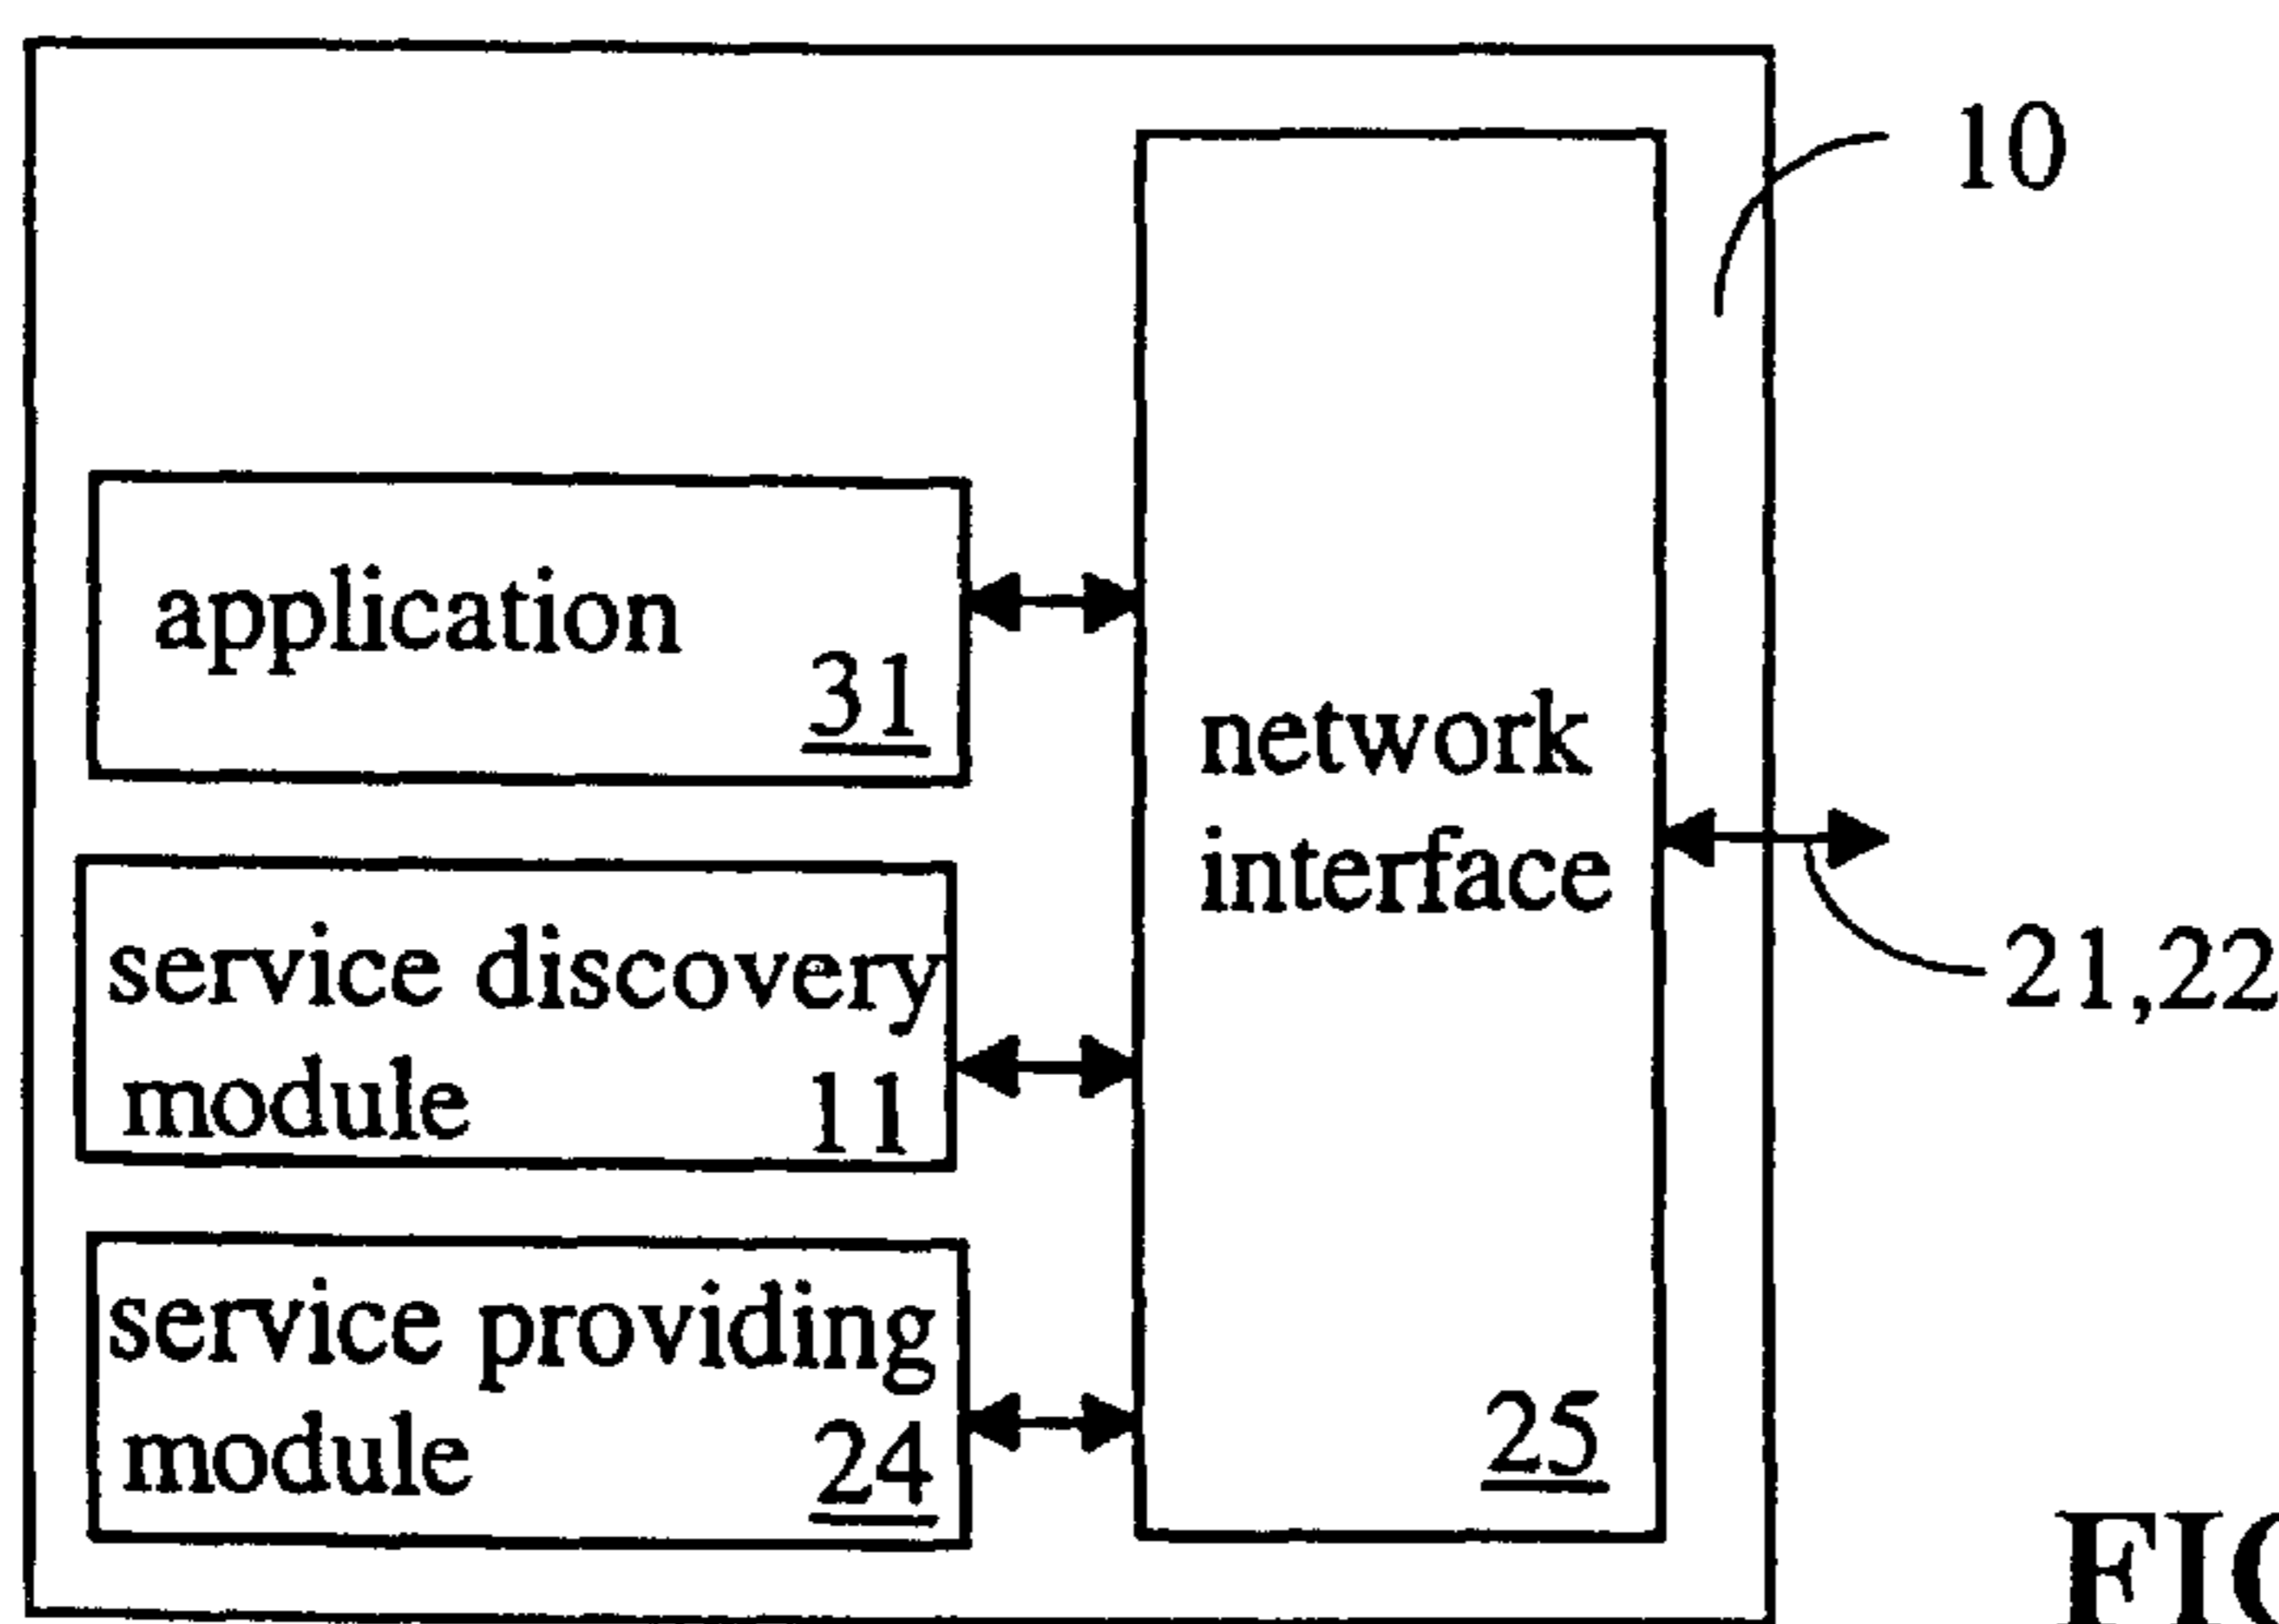 10
application
31
network
interface
service discovery
module 11
21,22
service providing
module 24
25